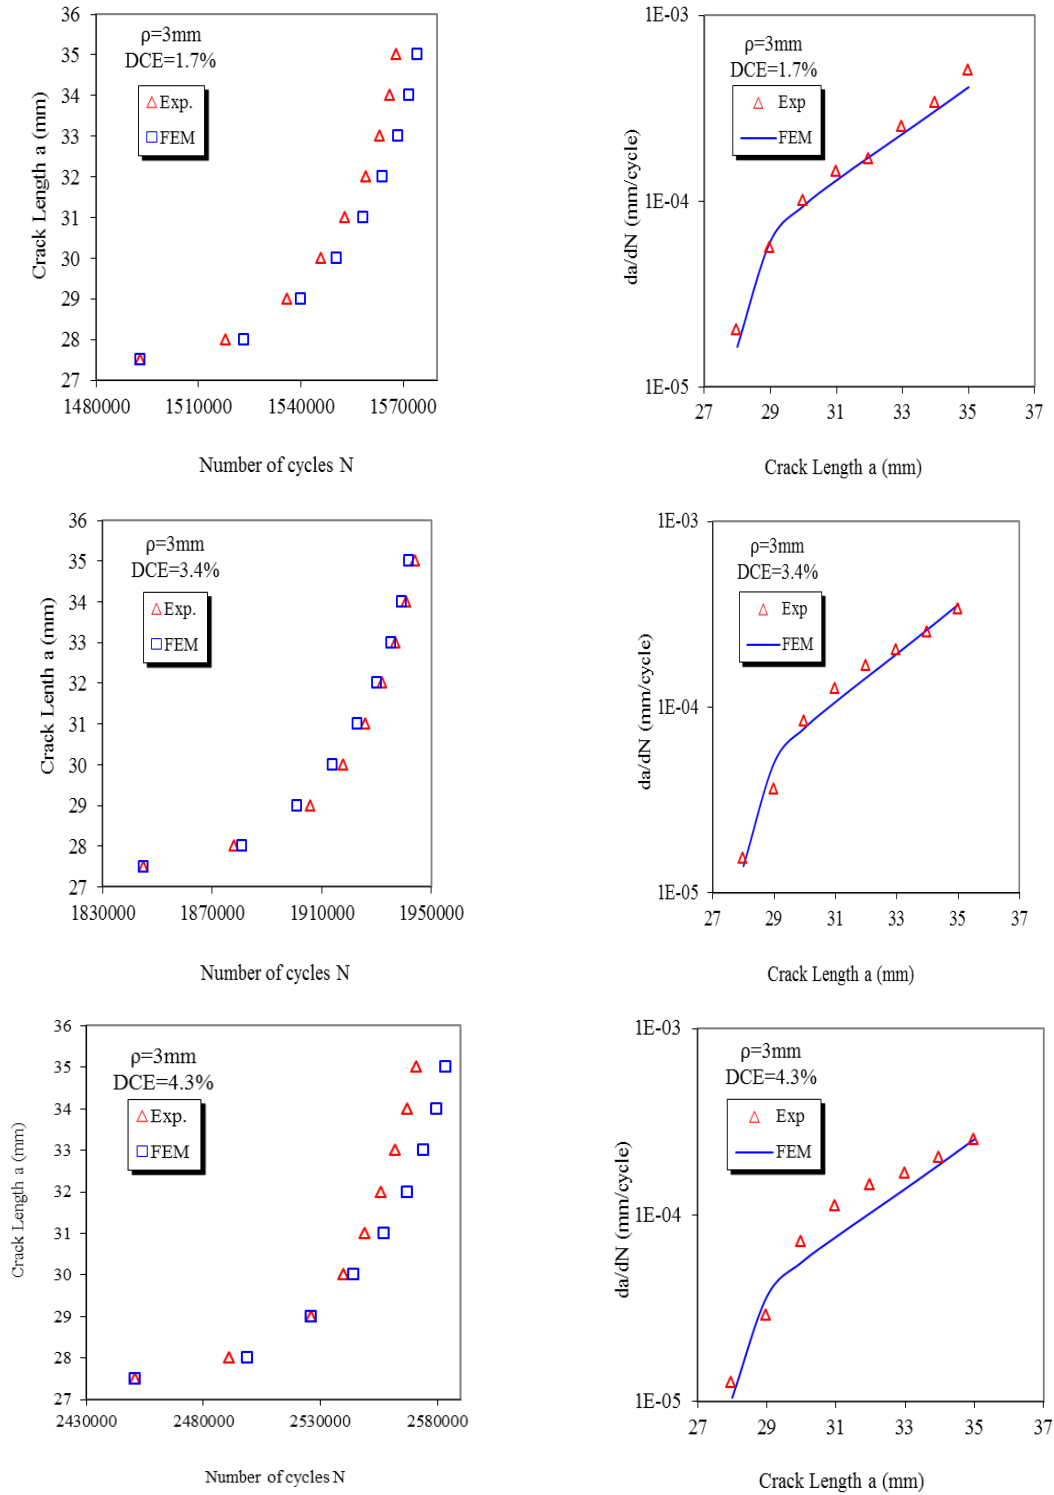 36
35
34
33
32
31
30
29
28
27
ρ=3mm
DCE=1.7%
Exp.
FEM
Crack Length a (mm)
1480000 1510000 1540000 1570000
Number of cycles N
1E-03
1E-04
1E-05
ρ=3mm
DCE=1.7%
Exp
FEM
da/dN (mm/cycle)
27 29 31 33 35 37
Crack Length a (mm)
36
35
34
33
32
31
30
29
28
27
ρ=3mm
DCE=3.4%
Exp.
FEM
Crack Lenth a (mm)
1830000 1870000 1910000 1950000
Number of cycles N
1E-03
1E-04
1E-05
ρ=3mm
DCE=3.4%
Exp
FEM
da/dN (mm/cycle)
27 29 31 33 35 37
Crack Length a (mm)
36
35
34
33
32
31
30
29
28
27
ρ=3mm
DCE=4.3%
Exp.
FEM
Crack Length a (mm)
2430000 2480000 2530000 2580000
Number of cycles N
1E-03
1E-04
1E-05
ρ=3mm
DCE=4.3%
Exp
FEM
da/dN (mm/cycle)
27 29 31 33 35 37
Crack Length a (mm)